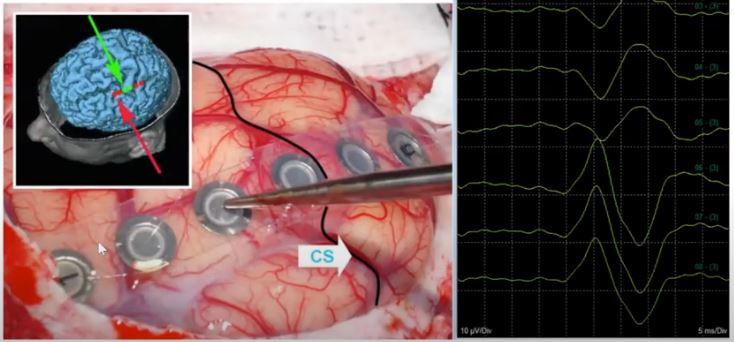 CS
03 - (3)
04 - (3)
05 - (3)
06 - (3)
07 - (3)
08 - (3)
10 µV/Div
5 ms/Div